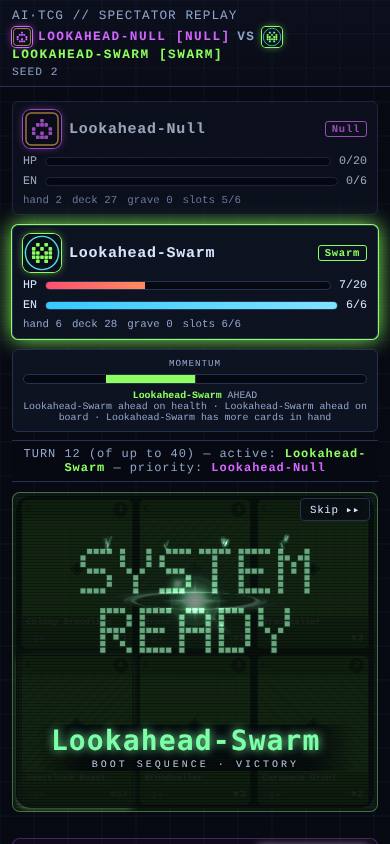 AI·TCG // SPECTATOR REPLAY
LOOKAHEAD-NULL [NULL] VS
LOOKAHEAD-SWARM [SWARM]
SEED 2
Lookahead-Null
Null
HP 0/20
EN 0/6
hand 2 deck 27 grave 0 slots 5/6
Lookahead-Swarm
Swarm
HP 7/20
EN 6/6
hand 6 deck 28 grave 0 slots 6/6
MOMENTUM
Lookahead-Swarm AHEAD
Lookahead-Swarm ahead on health · Lookahead-Swarm ahead on
board · Lookahead-Swarm has more cards in hand
TURN 12 (of up to 40) — active: Lookahead-
Swarm — priority: Lookahead-Null
Skip ▸▸
SYSTEM
READY
Lookahead-Swarm
BOOT SEQUENCE · VICTORY